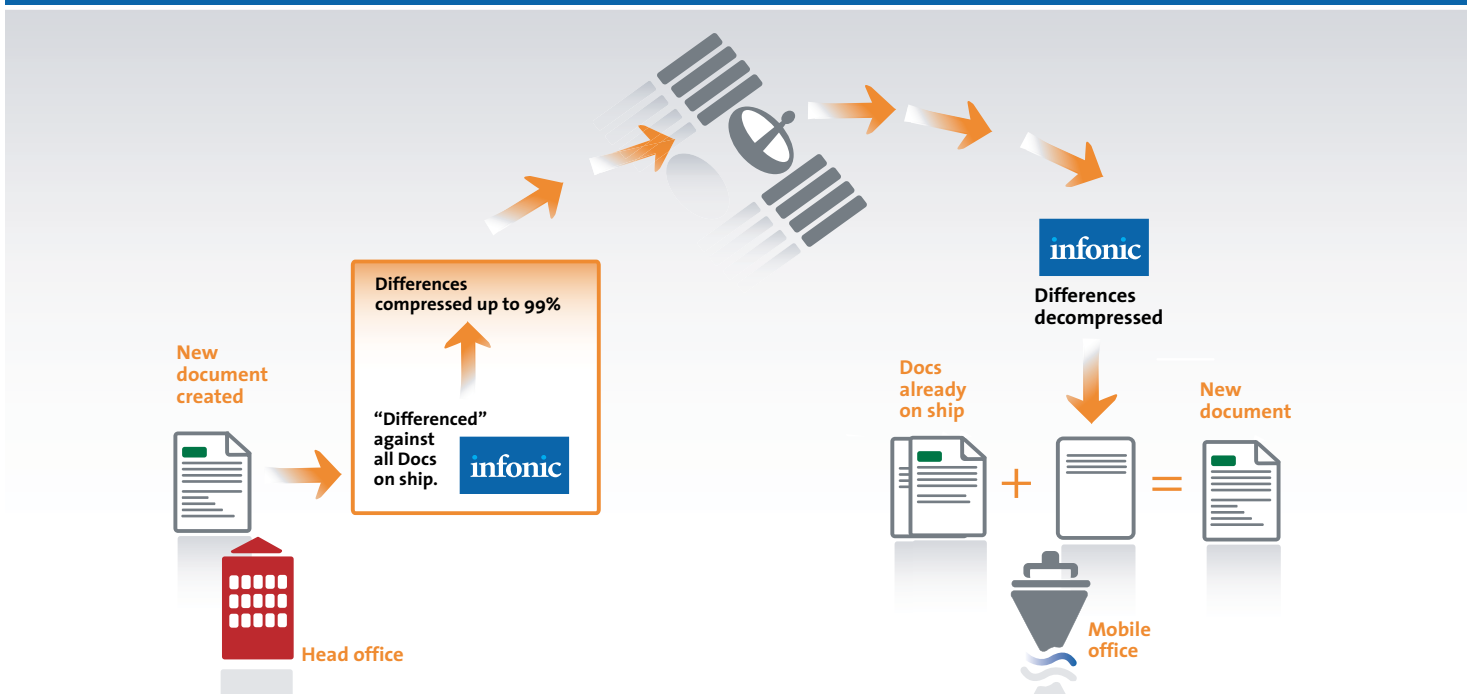 New
document
created
Head office
Differences
compressed up to 99%
“Differenced”
against
all Docs
on ship.
infonic
infonic
Differences
decompressed
Docs
already
on ship
+
=
New
document
Mobile
office